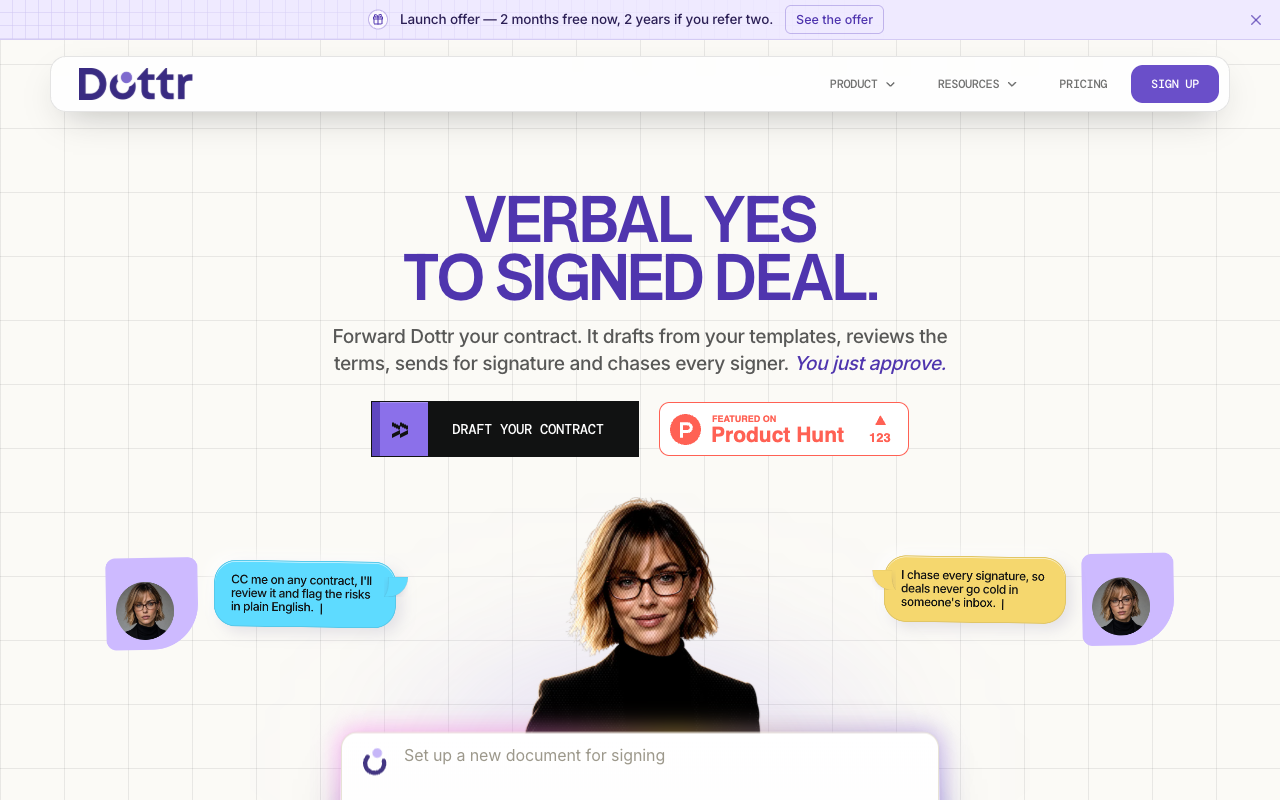 Launch offer — 2 months free now, 2 years if you refer two.
See the offer
Dottr
PRODUCT
RESOURCES
PRICING
SIGN UP
VERBAL YES
TO SIGNED DEAL.
Forward Dottr your contract. It drafts from your templates, reviews the
terms, sends for signature and chases every signer. You just approve.
DRAFT YOUR CONTRACT
FEATURED ON
Product Hunt
123
CC me on any contract, I'll
review it and flag the risks
in plain English. |
I chase every signature, so
deals never go cold in
someone's inbox. |
Set up a new document for signing